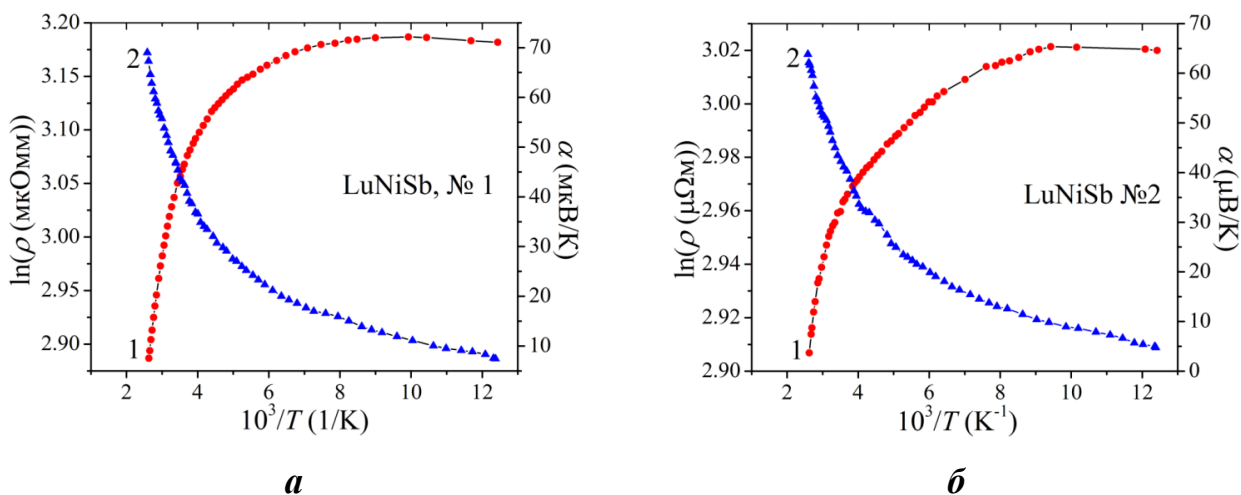 3.20
3.15
3.10
3.05
3.00
2.95
2.90
ln(ρ (мкОмм))
2
1
LuNiSb, № 1
70
60
50
40
30
20
10
α (мкВ/К)
2 4 6 8 10 12
10³/T (1/K)
а
3.02
3.00
2.98
2.96
2.94
2.92
2.90
ln(ρ (μΩм))
2
1
LuNiSb №2
70
60
50
40
30
20
10
0
α (μВ/К)
2 4 6 8 10 12
10³/T (K⁻¹)
б